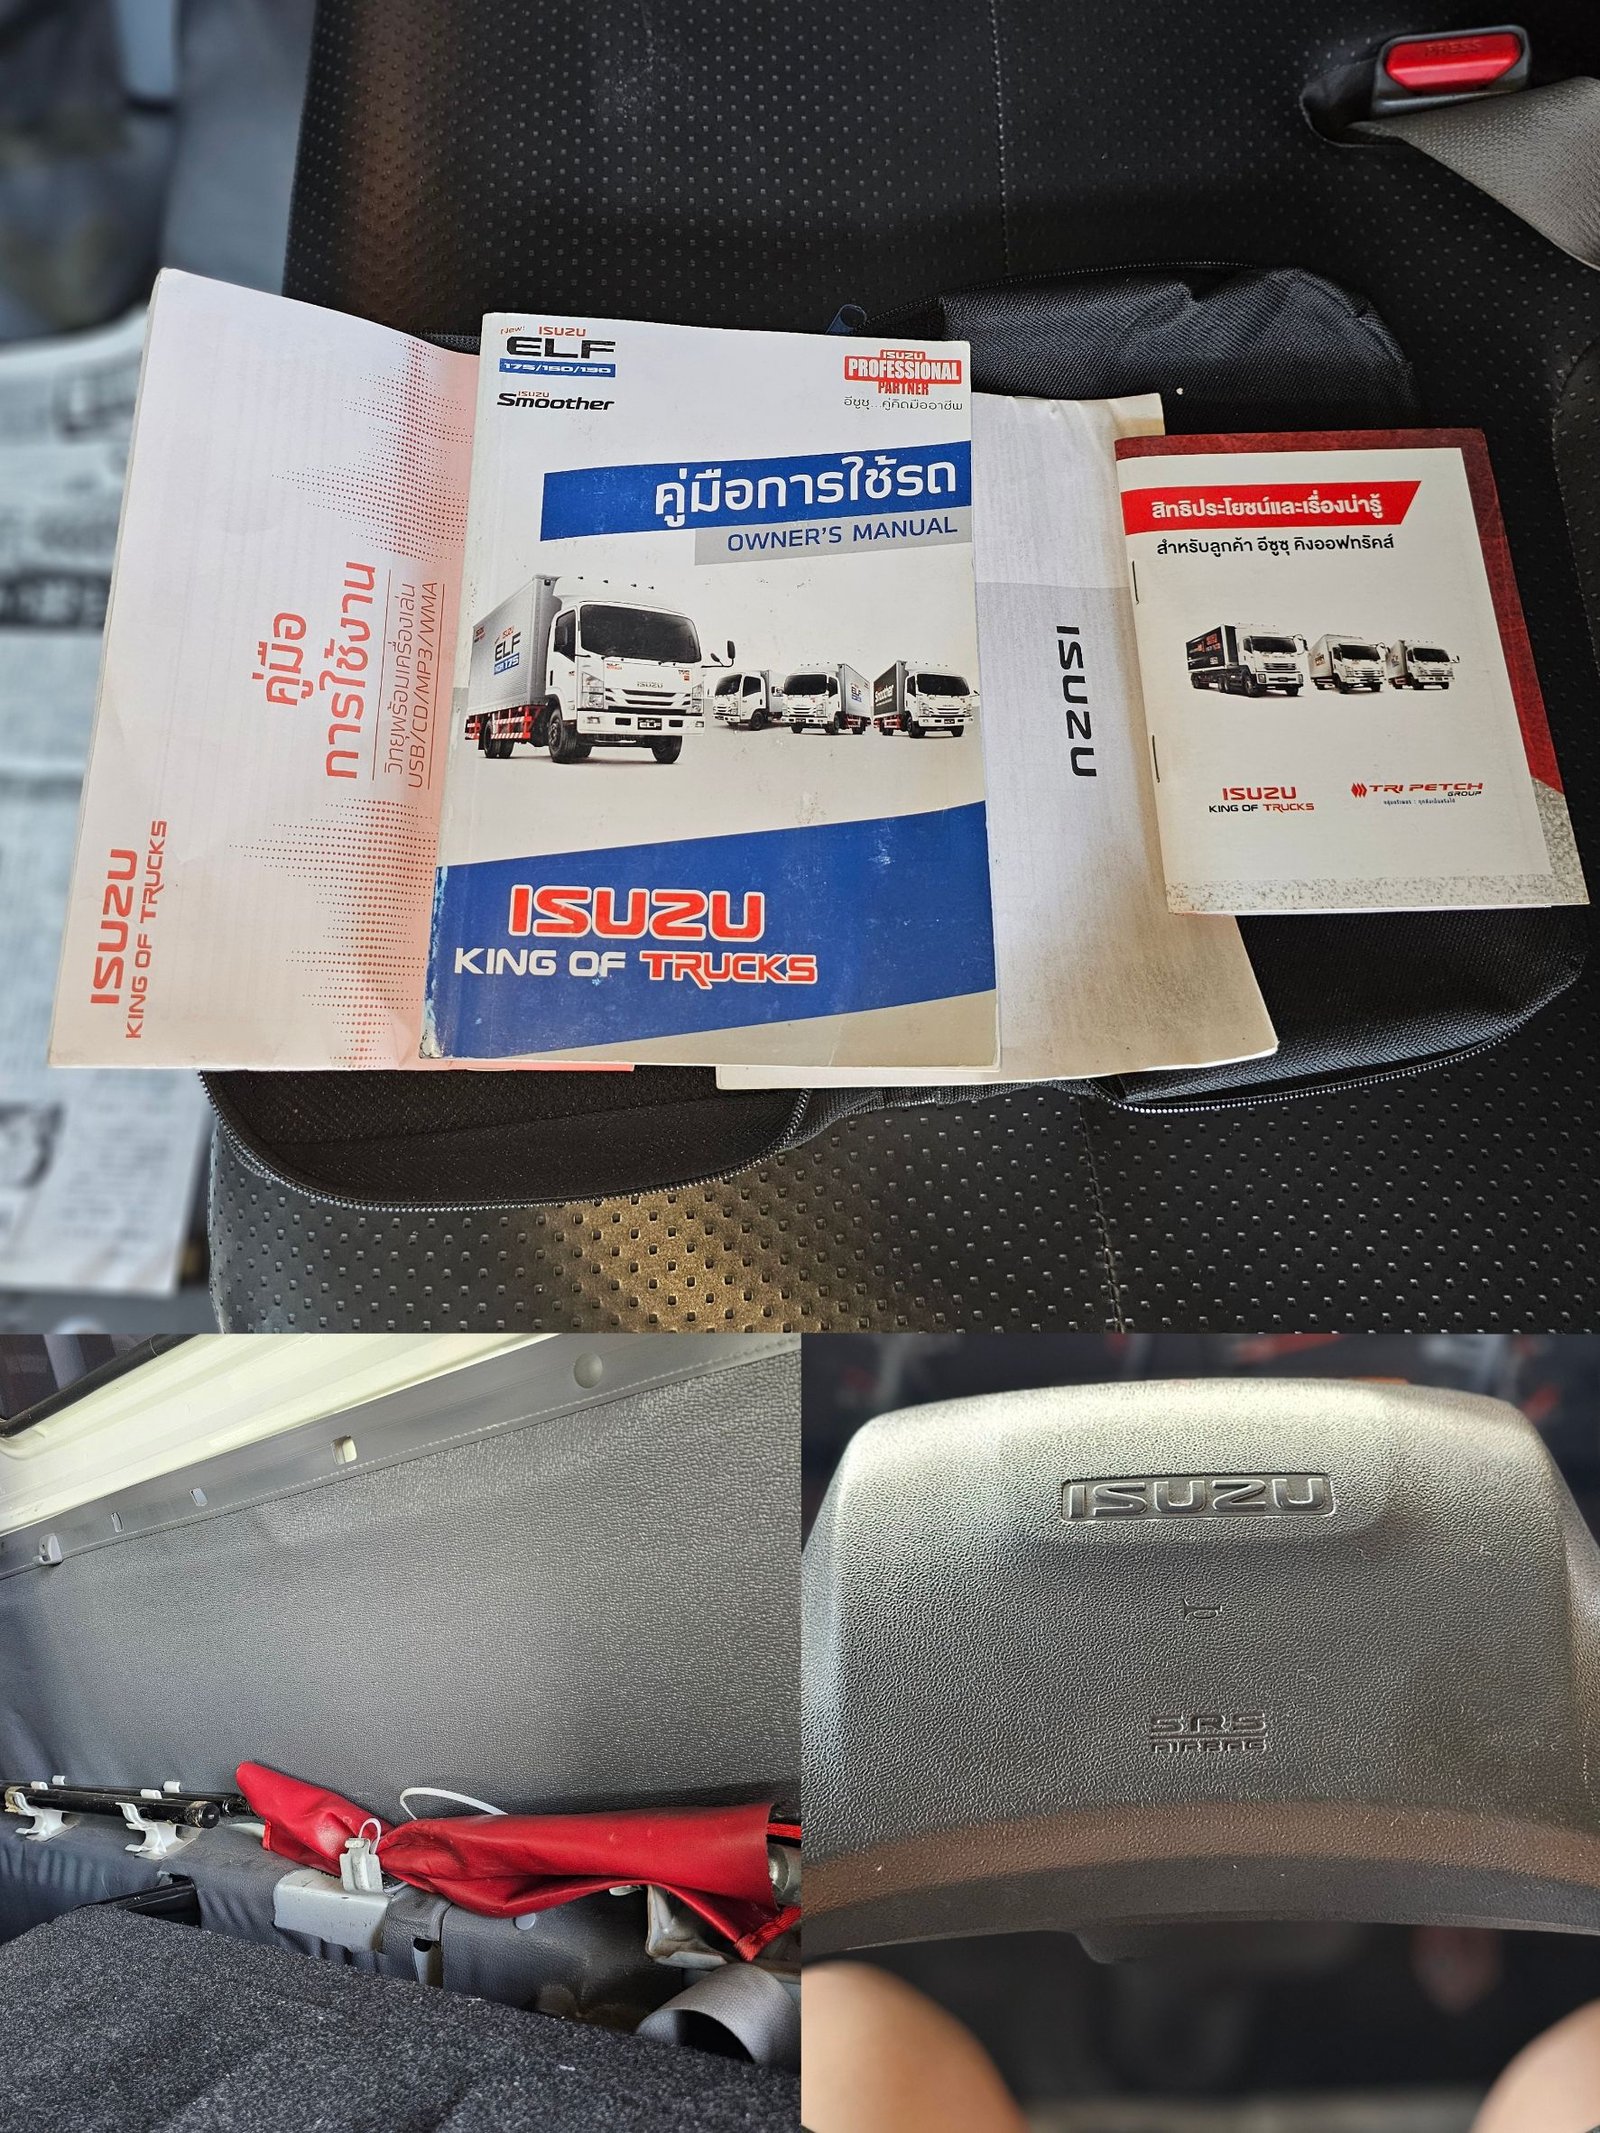 PRESS
ISUZU
KING OF TRUCKS
คู่มือ
การใช้งาน
วิทยุพร้อมเครื่องเล่น
USB/CD/MP3/WMA
New! ISUZU
ELF
175/150/130
ISUZU
Smoother
ISUZU
PROFESSIONAL
PARTNER
อีซูซุ...คู่คิดมืออาชีพ
คู่มือการใช้รถ
OWNER'S MANUAL
ELF
ISUZU
KING OF TRUCKS
ISUZU
สิทธิประโยชน์และเรื่องน่ารู้
สำหรับลูกค้า อีซูซุ คิงออฟทรัคส์
ISUZU
KING OF TRUCKS
TRI PETCH
GROUP
ISUZU
SRS
AIRBAG